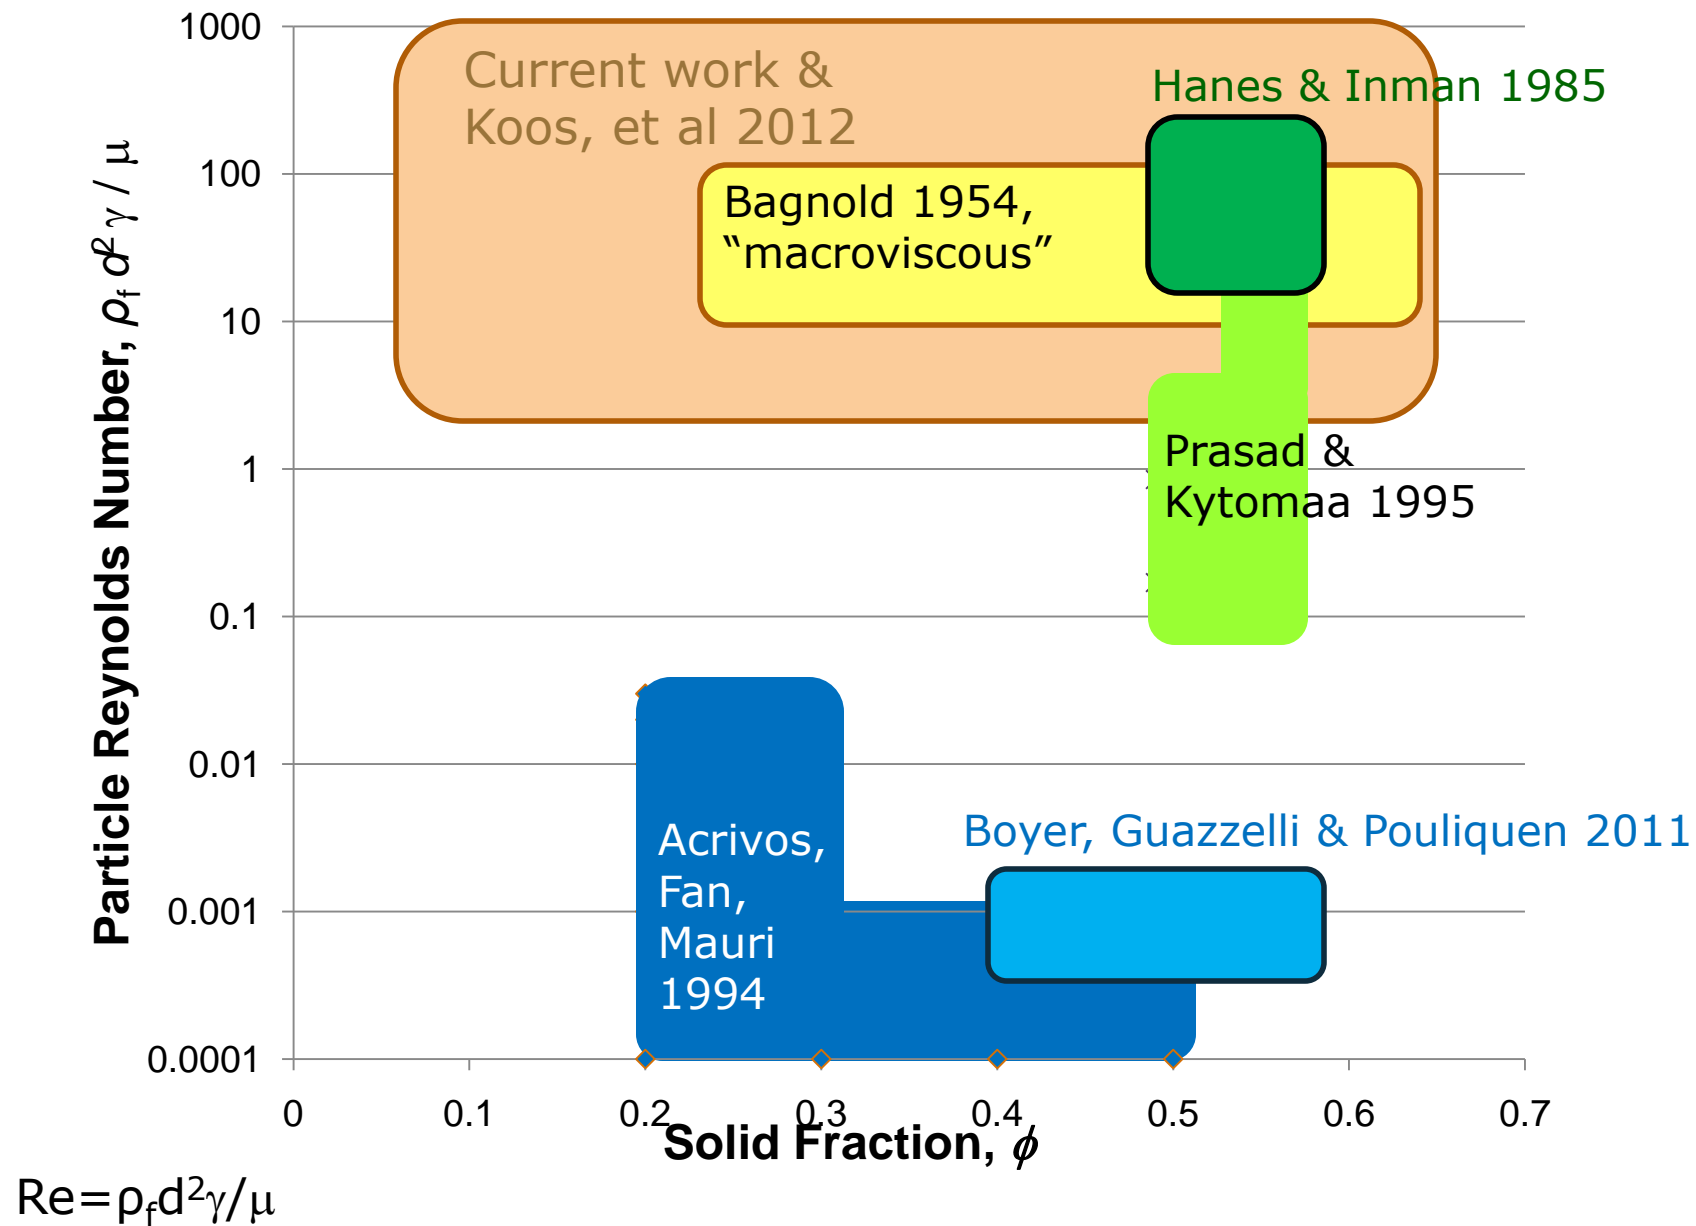 1000
100
10
1
0.1
0.01
0.001
0.0001
Particle Reynolds Number, ρf d² γ / μ
Current work &
Koos, et al 2012
Hanes & Inman 1985
Bagnold 1954,
“macroviscous”
Prasad &
Kytomaa 1995
Acrivos,
Fan,
Mauri
1994
Boyer, Guazzelli & Pouliquen 2011
0 0.1 0.2 0.3 0.4 0.5 0.6 0.7
Solid Fraction, ϕ
Re=ρfd²γ/μ